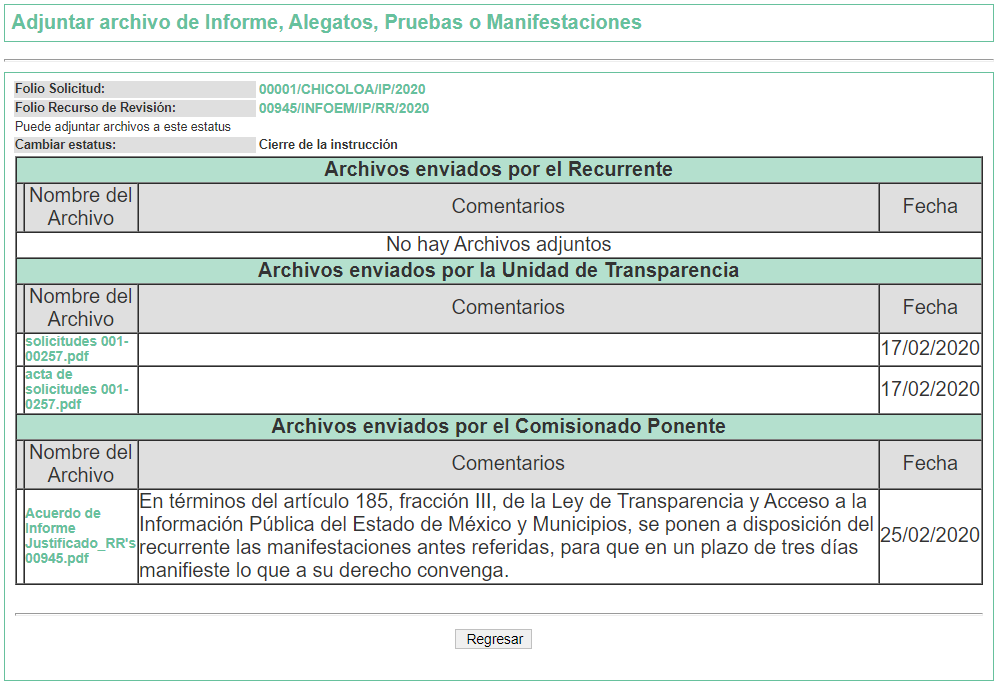 Adjuntar archivo de Informe, Alegatos, Pruebas o Manifestaciones
Folio Solicitud: 00001/CHICOLOA/IP/2020
Folio Recurso de Revisión: 00945/INFOEM/IP/RR/2020
Puede adjuntar archivos a este estatus
Cambiar estatus: Cierre de la instrucción
Archivos enviados por el Recurrente
Nombre del
Archivo
Comentarios
Fecha
No hay Archivos adjuntos
Archivos enviados por la Unidad de Transparencia
Nombre del
Archivo
Comentarios
Fecha
solicitudes 001-
00257.pdf
17/02/2020
acta de
solicitudes 001-
0257.pdf
17/02/2020
Archivos enviados por el Comisionado Ponente
Nombre del
Archivo
Comentarios
Fecha
Acuerdo de
Informe
Justificado_RR's
00945.pdf
En términos del artículo 185, fracción III, de la Ley de Transparencia y Acceso a la
Información Pública del Estado de México y Municipios, se ponen a disposición del
recurrente las manifestaciones antes referidas, para que en un plazo de tres días
manifieste lo que a su derecho convenga.
25/02/2020
Regresar